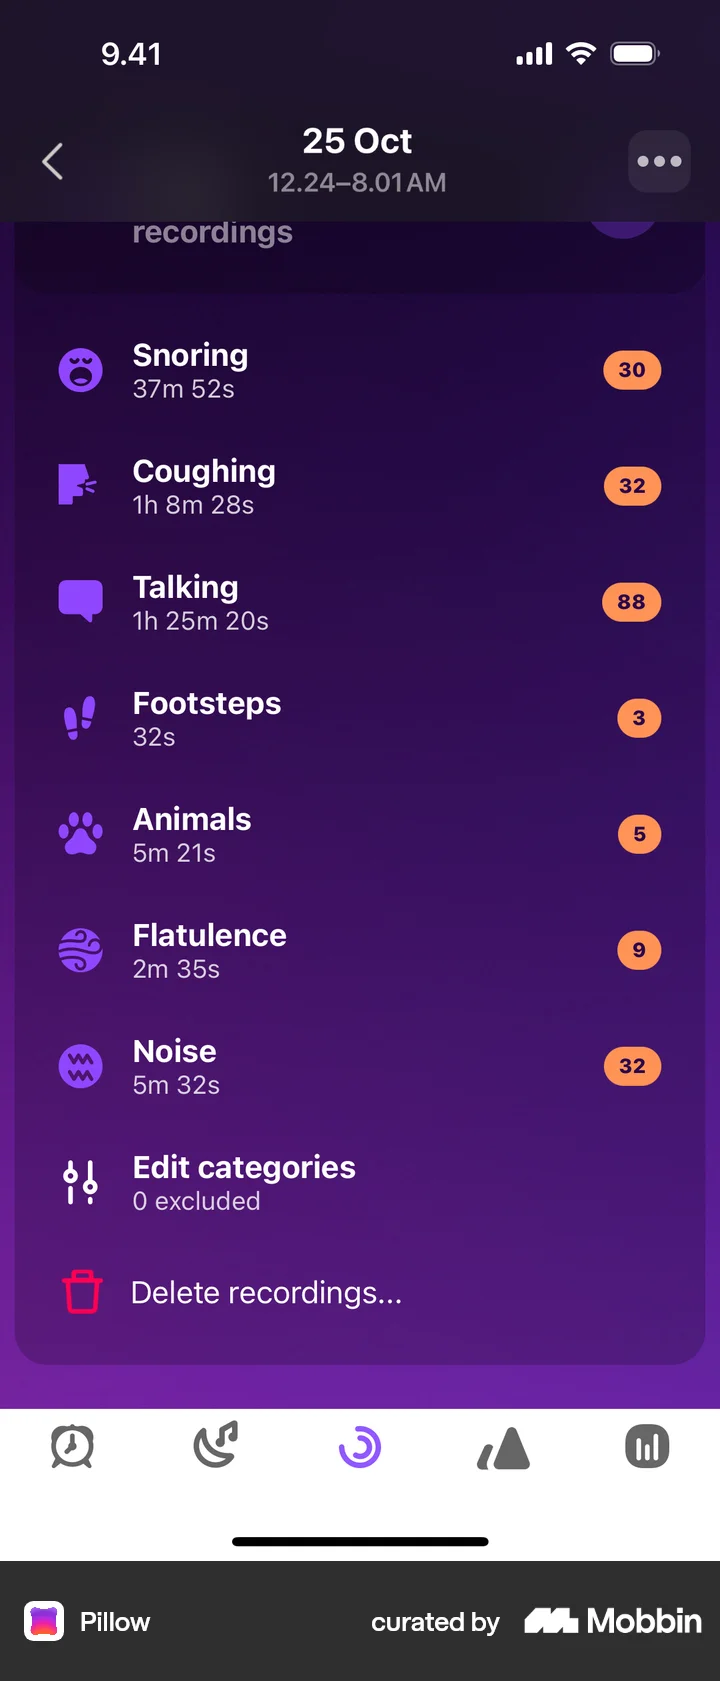 9.41
25 Oct
12.24–8.01 AM
recordings
Snoring
37m 52s
30
Coughing
1h 8m 28s
32
Talking
1h 25m 20s
88
Footsteps
32s
3
Animals
5m 21s
5
Flatulence
2m 35s
9
Noise
5m 32s
32
Edit categories
0 excluded
Delete recordings...
Pillow
curated by Mobbin